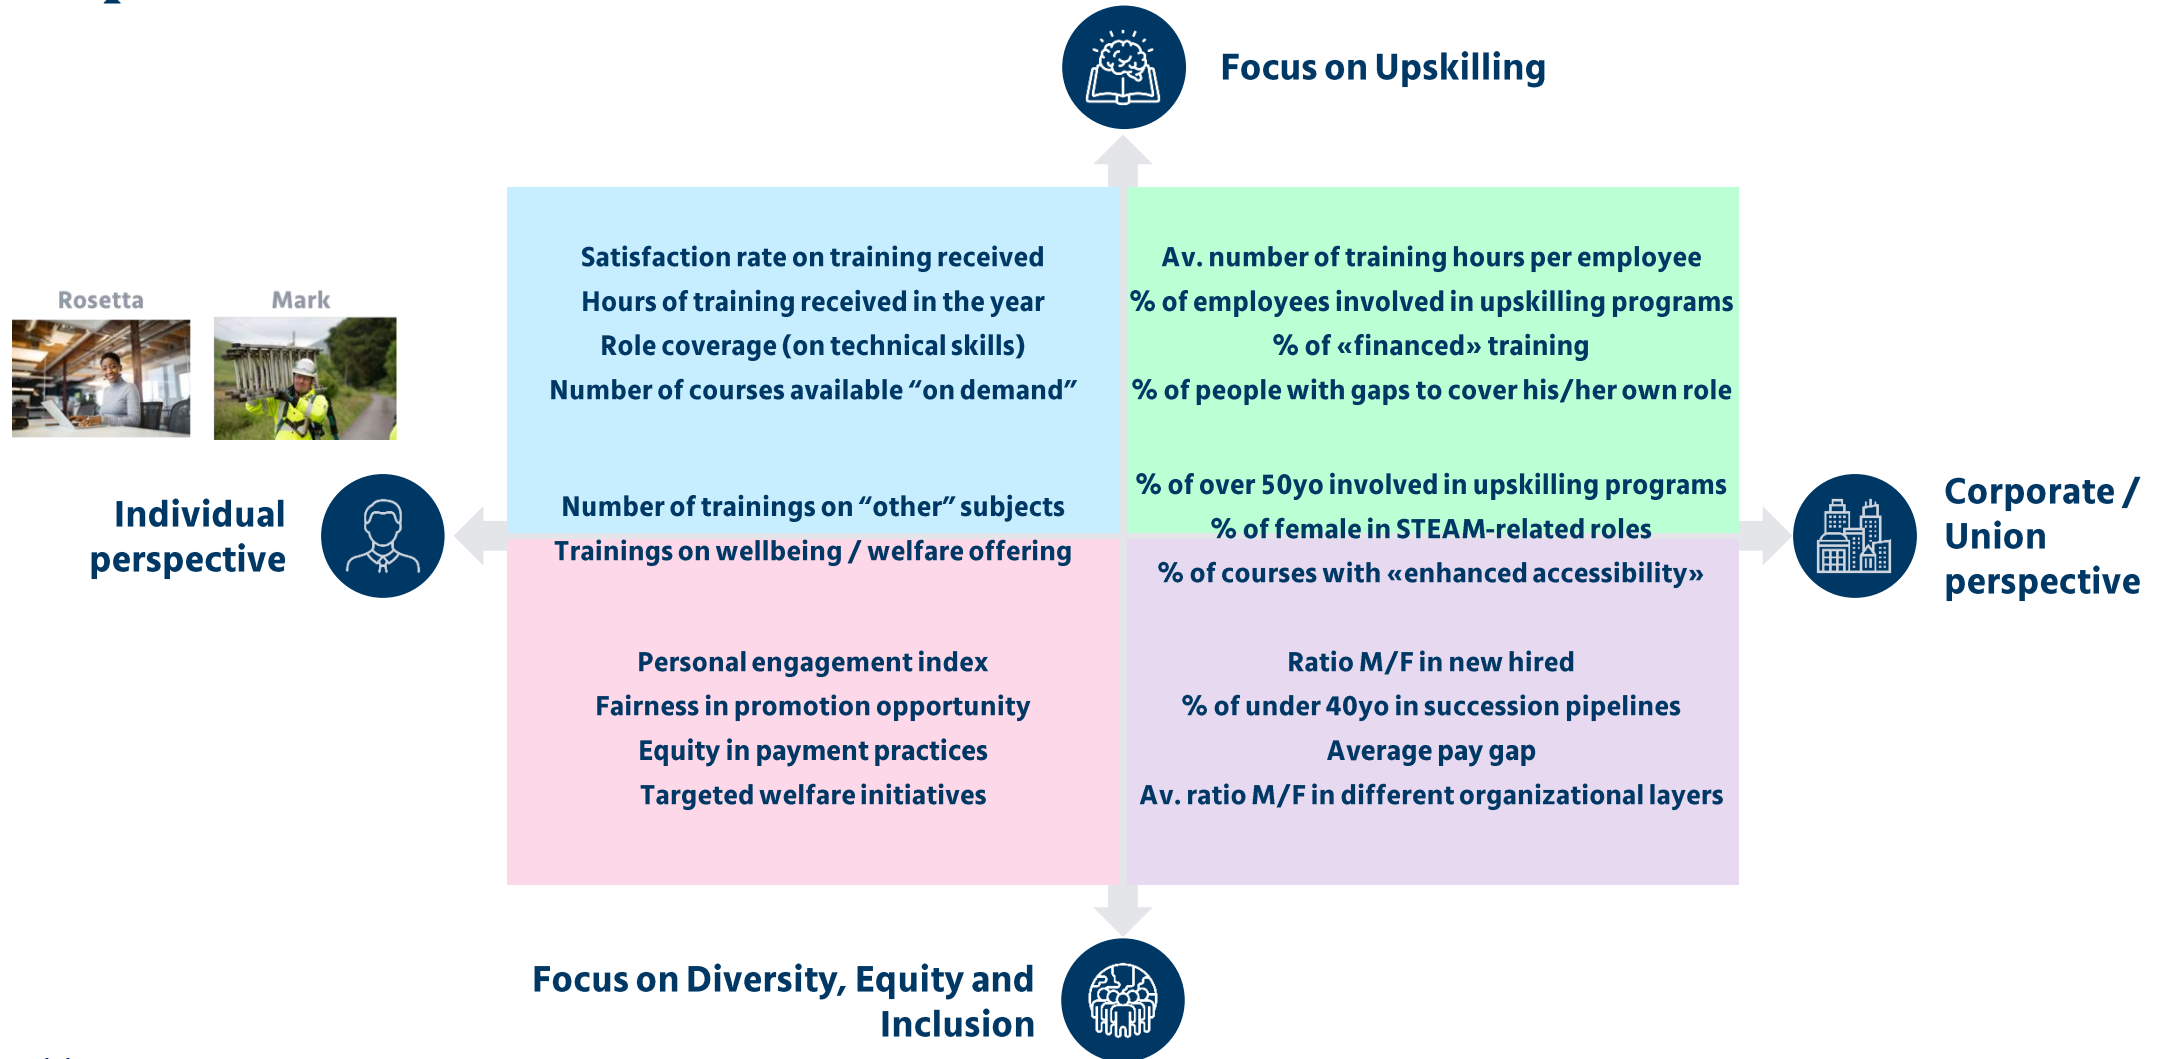 Focus on Upskilling
Satisfaction rate on training received
Hours of training received in the year
Role coverage (on technical skills)
Number of courses available “on demand”
Av. number of training hours per employee
% of employees involved in upskilling programs
% of «financed» training
% of people with gaps to cover his/her own role
Rosetta
Mark
Individual
perspective
Number of trainings on “other” subjects
Trainings on wellbeing / welfare offering
% of over 50yo involved in upskilling programs
% of female in STEAM-related roles
% of courses with «enhanced accessibility»
Corporate /
Union
perspective
Personal engagement index
Fairness in promotion opportunity
Equity in payment practices
Targeted welfare initiatives
Ratio M/F in new hired
% of under 40yo in succession pipelines
Average pay gap
Av. ratio M/F in different organizational layers
Focus on Diversity, Equity and
Inclusion